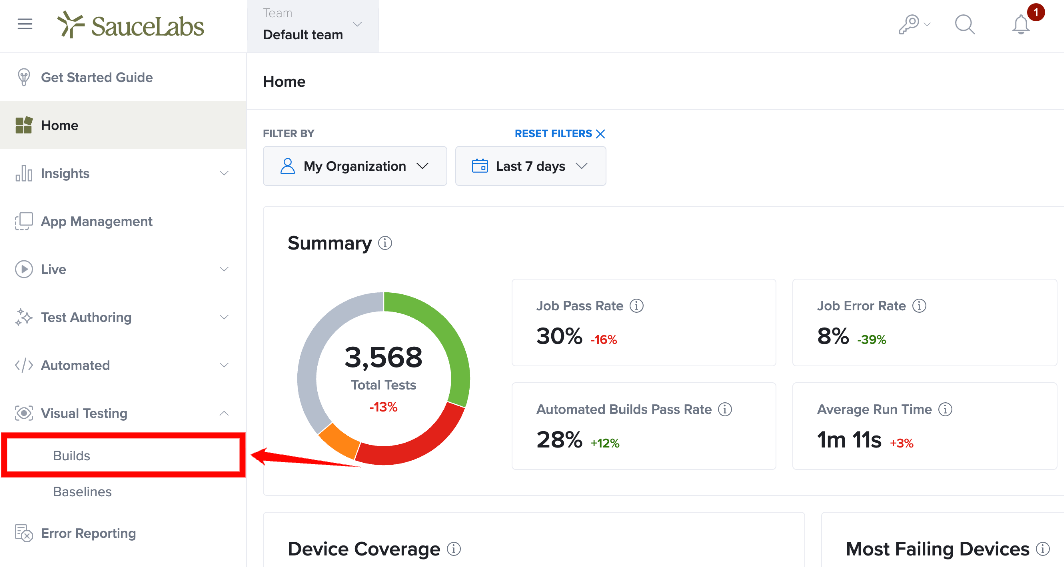 SauceLabs
Team
Default team
1
Get Started Guide
Home
Insights
App Management
Live
Test Authoring
</> Automated
Visual Testing
Builds
Baselines
Error Reporting
Home
FILTER BY
RESET FILTERS
My Organization
Last 7 days
Summary
3,568
Total Tests
-13%
Job Pass Rate
30% -16%
Job Error Rate
8% -39%
Automated Builds Pass Rate
28% +12%
Average Run Time
1m 11s +3%
Device Coverage
Most Failing Devices